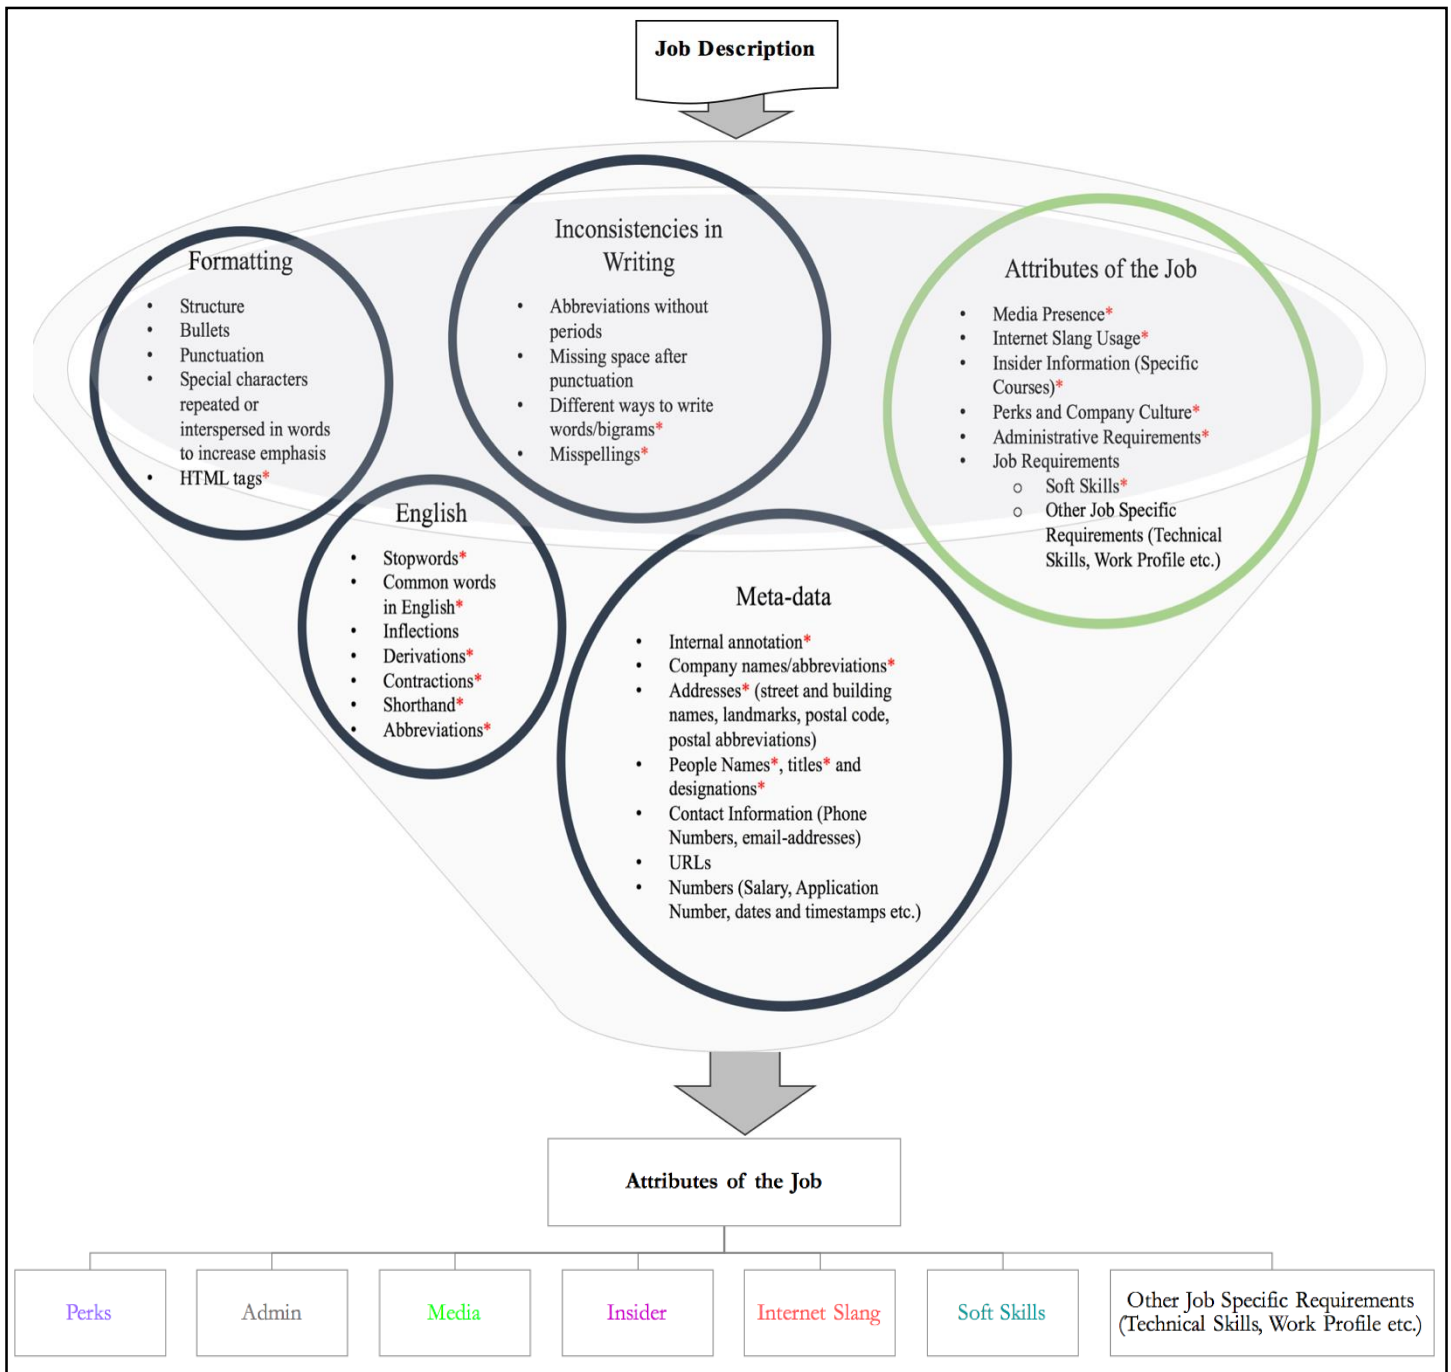 Job Description
Formatting
• Structure
• Bullets
• Punctuation
• Special characters
repeated or
interspersed in words
to increase emphasis
• HTML tags*
Inconsistencies in
Writing
• Abbreviations without
periods
• Missing space after
punctuation
• Different ways to write
words/bigrams*
• Misspellings*
Attributes of the Job
• Media Presence*
• Internet Slang Usage*
• Insider Information (Specific
Courses)*
• Perks and Company Culture*
• Administrative Requirements*
• Job Requirements
o Soft Skills*
o Other Job Specific
Requirements (Technical
Skills, Work Profile etc.)
English
• Stopwords*
• Common words
in English*
• Inflections
• Derivations*
• Contractions*
• Shorthand*
• Abbreviations*
Meta-data
• Internal annotation*
• Company names/abbreviations*
• Addresses* (street and building
names, landmarks, postal code,
postal abbreviations)
• People Names*, titles* and
designations*
• Contact Information (Phone
Numbers, email-addresses)
• URLs
• Numbers (Salary, Application
Number, dates and timestamps etc.)
Attributes of the Job
Perks
Admin
Media
Insider
Internet Slang
Soft Skills
Other Job Specific Requirements
(Technical Skills, Work Profile etc.)